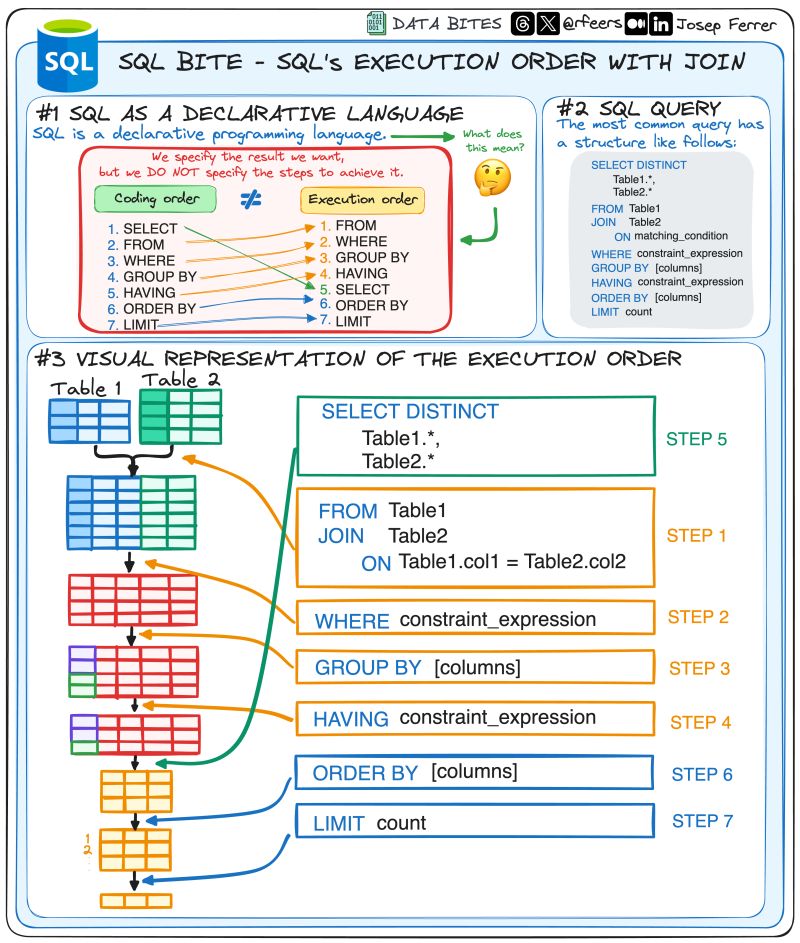 DATA BITES @rfeers Josep Ferrer
SQL
SQL BITE - SQL's EXECUTION ORDER WITH JOIN
#1 SQL AS A DECLARATIVE LANGUAGE
SQL is a declarative programming language.
What does
this mean?
We specify the result we want,
but we DO NOT specify the steps to achieve it.
Coding order
≠
Execution order
1. SELECT
2. FROM
3. WHERE
4. GROUP BY
5. HAVING
6. ORDER BY
7. LIMIT
1. FROM
2. WHERE
3. GROUP BY
4. HAVING
5. SELECT
6. ORDER BY
7. LIMIT
#2 SQL QUERY
The most common query has
a structure like follows:
SELECT DISTINCT
Table1.*,
Table2.*
FROM Table1
JOIN Table2
ON matching_condition
WHERE constraint_expression
GROUP BY [columns]
HAVING constraint_expression
ORDER BY [columns]
LIMIT count
#3 VISUAL REPRESENTATION OF THE EXECUTION ORDER
Table 1
Table 2
SELECT DISTINCT
Table1.*,
Table2.*
STEP 5
FROM Table1
JOIN Table2
ON Table1.col1 = Table2.col2
STEP 1
WHERE constraint_expression
STEP 2
GROUP BY [columns]
STEP 3
HAVING constraint_expression
STEP 4
ORDER BY [columns]
STEP 6
LIMIT count
STEP 7
1
2